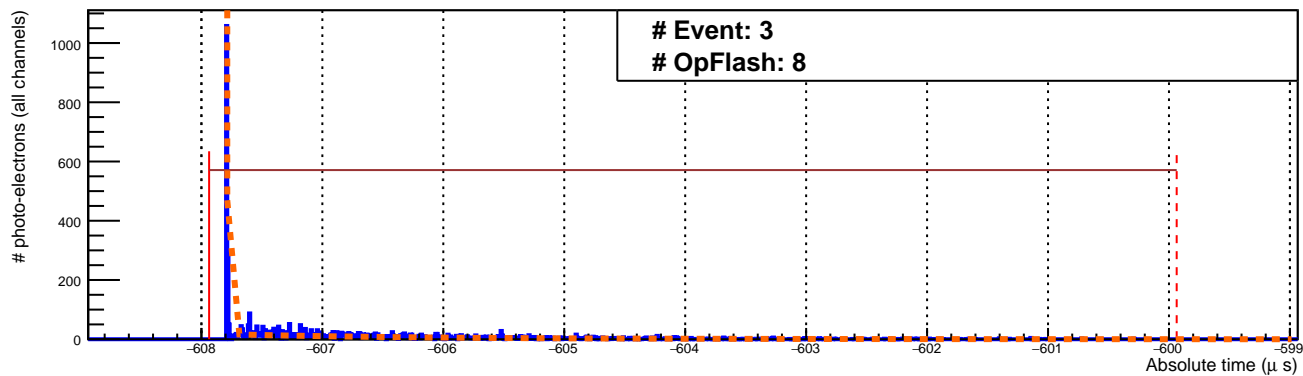 # Event: 3
# OpFlash: 8
# photo-electrons (all channels)
1000
800
600
400
200
0
−608 −607 −606 −605 −604 −603 −602 −601 −600 −599
Absolute time (μ s)